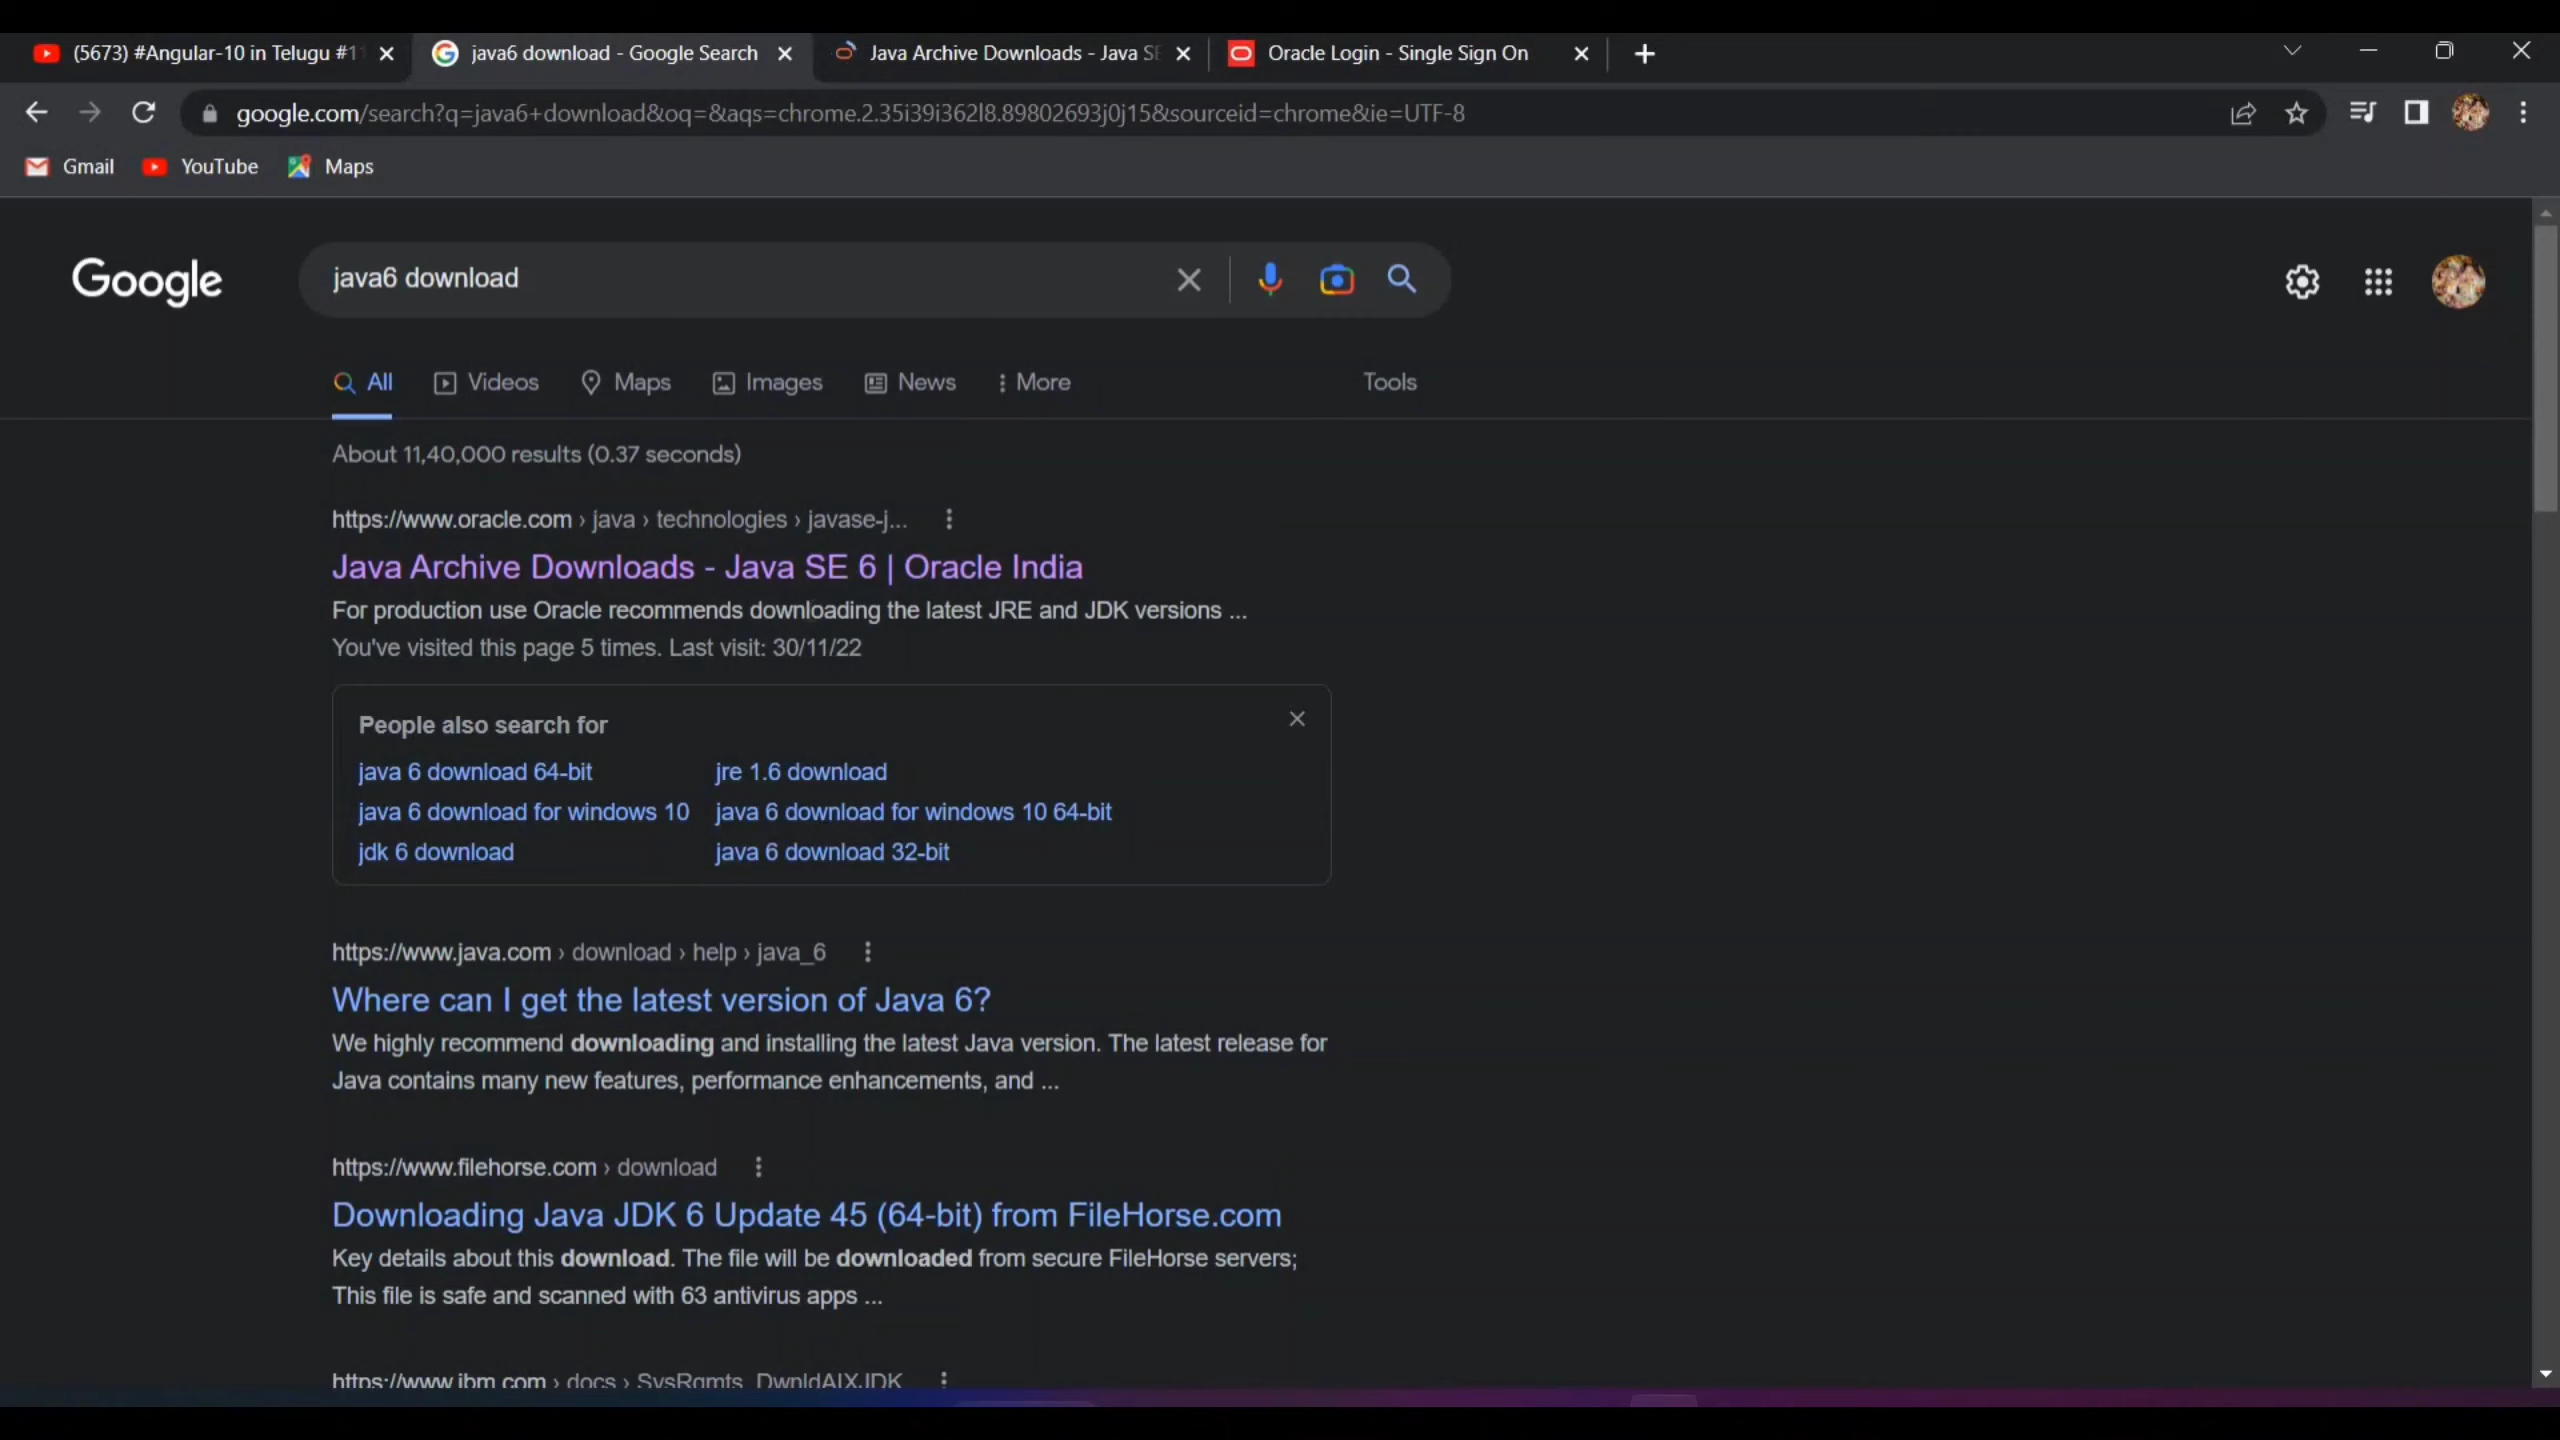 (5673) #Angular-10 in Telugu #1
java6 download - Google Search
Java Archive Downloads - Java SE
Oracle Login - Single Sign On
google.com/search?q=java6+download&oq=&aqs=chrome.2.35i39i362l8.89802693j0j15&sourceid=chrome&ie=UTF-8
Gmail
YouTube
Maps
Google
java6 download
All
Videos
Maps
Images
News
More
Tools
About 11,40,000 results (0.37 seconds)
https://www.oracle.com › java › technologies › javase-j...
Java Archive Downloads - Java SE 6 | Oracle India
For production use Oracle recommends downloading the latest JRE and JDK versions ...
You've visited this page 5 times. Last visit: 30/11/22
People also search for
java 6 download 64-bit
jre 1.6 download
java 6 download for windows 10
java 6 download for windows 10 64-bit
jdk 6 download
java 6 download 32-bit
https://www.java.com › download › help › java_6
Where can I get the latest version of Java 6?
We highly recommend downloading and installing the latest Java version. The latest release for
Java contains many new features, performance enhancements, and ...
https://www.filehorse.com › download
Downloading Java JDK 6 Update 45 (64-bit) from FileHorse.com
Key details about this download. The file will be downloaded from secure FileHorse servers;
This file is safe and scanned with 63 antivirus apps ...
https://www.ibm.com › docs › SysRqmts_DwnldAIXJDK